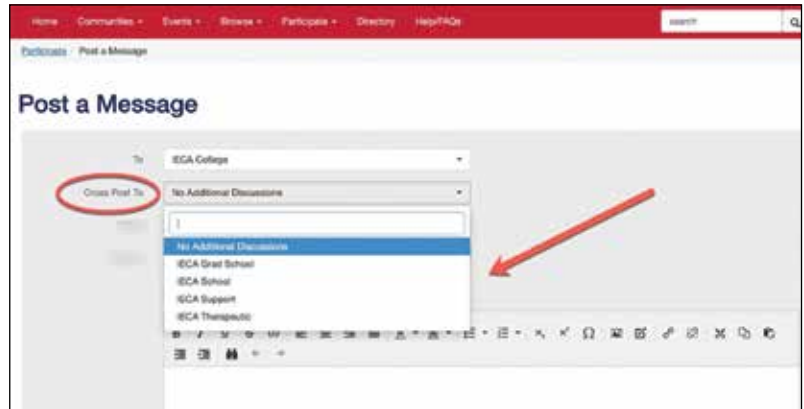 Home Communities Events Browse Participate Directory Help/FAQs search
Participate / Post a Message
Post a Message
To IECA College
Cross Post To No Additional Discussions
No Additional Discussions
IECA Grad School
IECA School
IECA Support
IECA Therapeutic